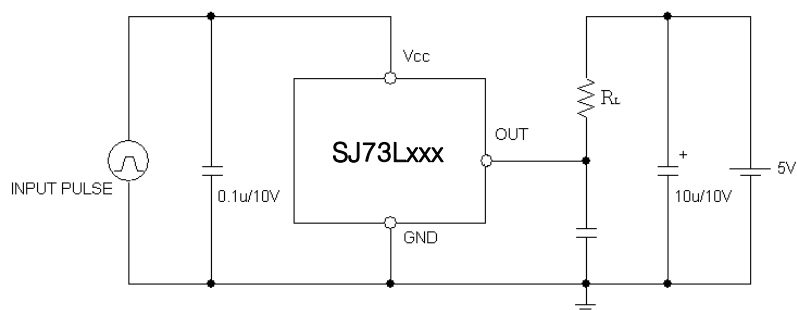 Vcc
RL
OUT
SJ73Lxxx
+
5V
INPUT PULSE
0.1u/10V
10u/10V
GND